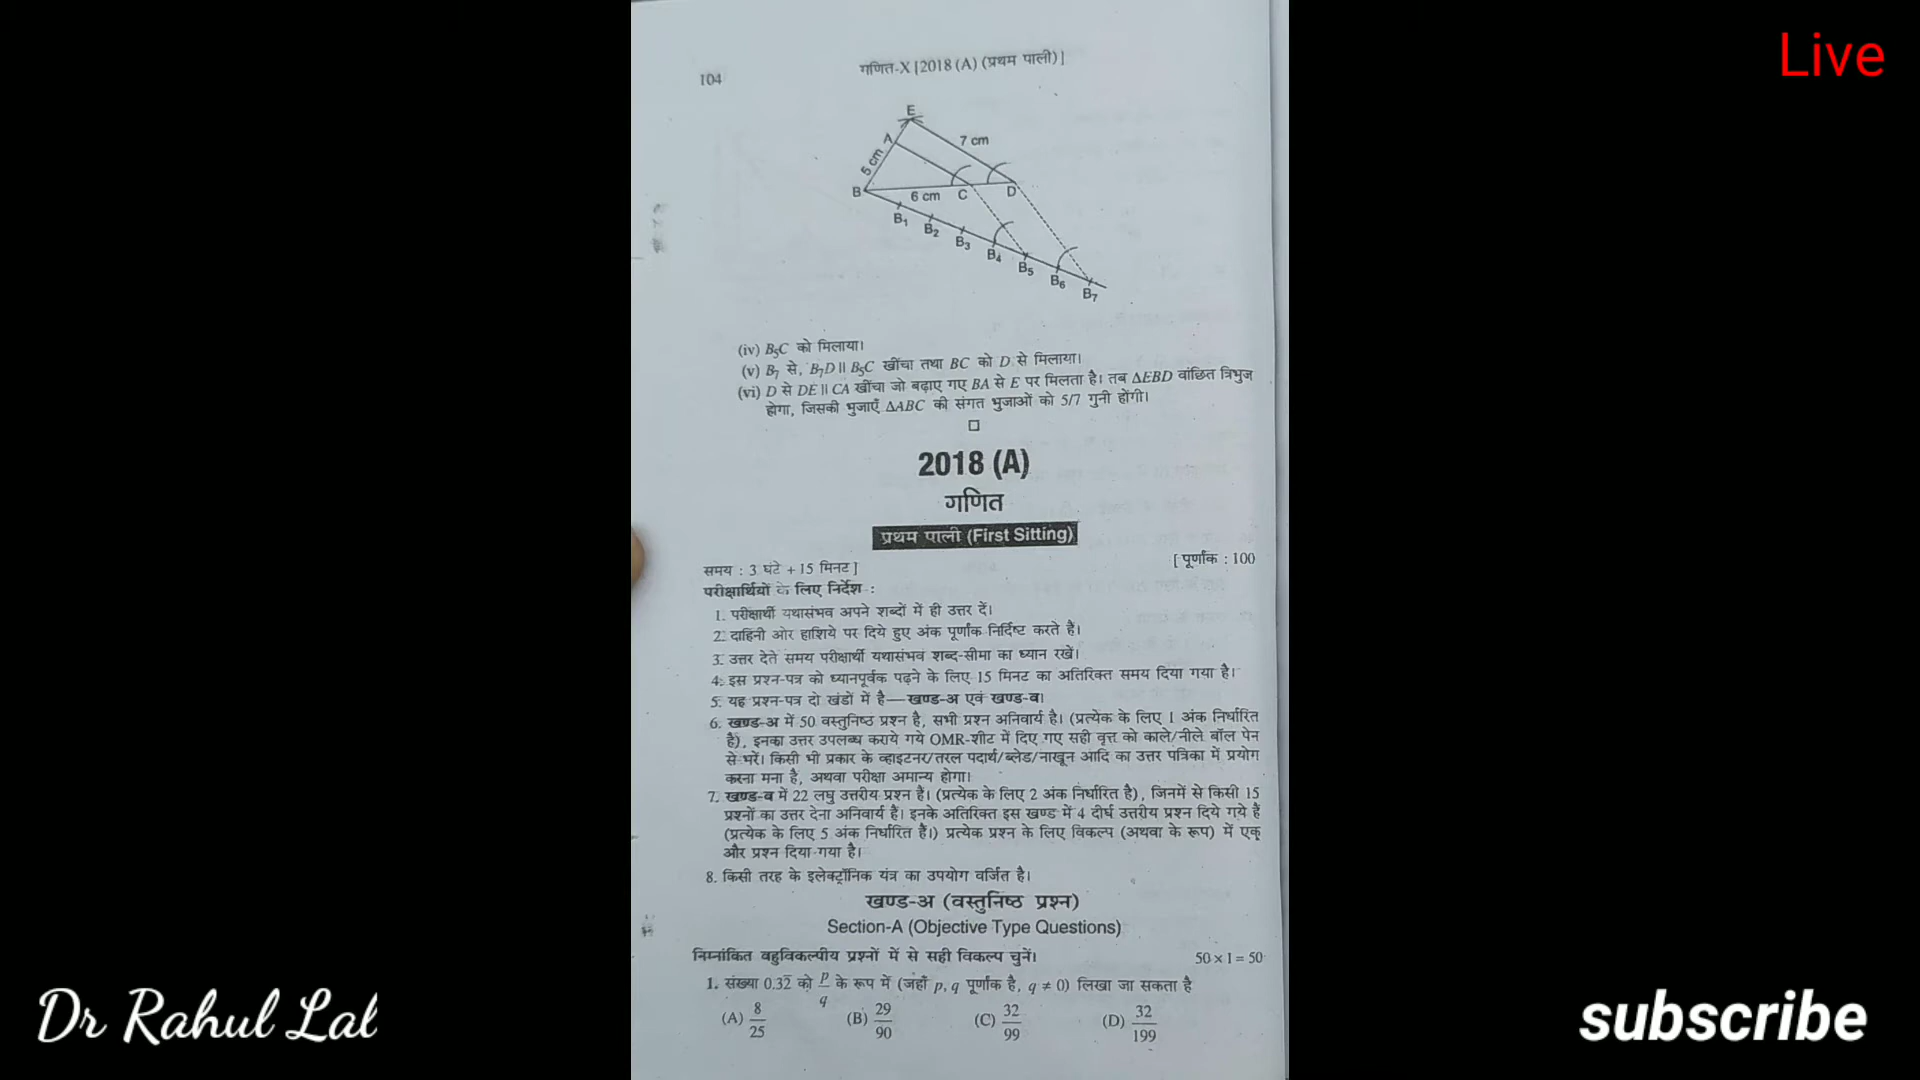 Live
104
गणित-X [2018 (A) (प्रथम पाली)]
E
A
7 cm
5 cm
B
6 cm
C
D
B₁
B₂
B₃
B₄
B₅
B₆
B₇
(iv) B₅C को मिलाया।
(v) B₇ से, B₇D || B₅C खींचा तथा BC को D से मिलाया।
(vi) D से DE || CA खींचा जो बढ़ाए गए BA से E पर मिलता है। तब ΔEBD वांछित त्रिभुज
होगा, जिसकी भुजाएँ ΔABC की संगत भुजाओं को 5/7 गुनी होंगी।
2018 (A)
गणित
प्रथम पाली (First Sitting)
समय : 3 घंटे + 15 मिनट]
[ पूर्णांक : 100
परीक्षार्थियों के लिए निर्देश :
1. परीक्षार्थी यथासंभव अपने शब्दों में ही उत्तर दें।
2. दाहिनी ओर हाशिये पर दिये हुए अंक पूर्णांक निर्दिष्ट करते हैं।
3. उत्तर देते समय परीक्षार्थी यथासंभव शब्द-सीमा का ध्यान रखें।
4. इस प्रश्न-पत्र को ध्यानपूर्वक पढ़ने के लिए 15 मिनट का अतिरिक्त समय दिया गया है।
5. यह प्रश्न-पत्र दो खंडों में है—खण्ड-अ एवं खण्ड-ब।
6. खण्ड-अ में 50 वस्तुनिष्ठ प्रश्न है, सभी प्रश्न अनिवार्य है। (प्रत्येक के लिए 1 अंक निर्धारित
है), इनका उत्तर उपलब्ध कराये गये OMR-शीट में दिए गए सही वृत्त को काले/नीले बॉल पेन
से भरें। किसी भी प्रकार के व्हाइटनर/तरल पदार्थ/ब्लेड/नाखून आदि का उत्तर पत्रिका में प्रयोग
करना मना है, अथवा परीक्षा अमान्य होगा।
7. खण्ड-ब में 22 लघु उत्तरीय प्रश्न हैं। (प्रत्येक के लिए 2 अंक निर्धारित है), जिनमें से किसी 15
प्रश्नों का उत्तर देना अनिवार्य हैं। इनके अतिरिक्त इस खण्ड में 4 दीर्घ उत्तरीय प्रश्न दिये गये हैं
(प्रत्येक के लिए 5 अंक निर्धारित हैं।) प्रत्येक प्रश्न के लिए विकल्प (अथवा के रूप) में एक
और प्रश्न दिया गया है।
8. किसी तरह के इलेक्ट्रॉनिक यंत्र का उपयोग वर्जित है।
खण्ड-अ (वस्तुनिष्ठ प्रश्न)
Section-A (Objective Type Questions)
निम्नांकित बहुविकल्पीय प्रश्नों में से सही विकल्प चुनें।
50 × 1 = 50
1. संख्या 0.32̅ को p/q के रूप में (जहाँ p, q पूर्णांक है, q ≠ 0) लिखा जा सकता है
(A) 8/25 (B) 29/90 (C) 32/99 (D) 32/199
Dr Rahul Lal
subscribe